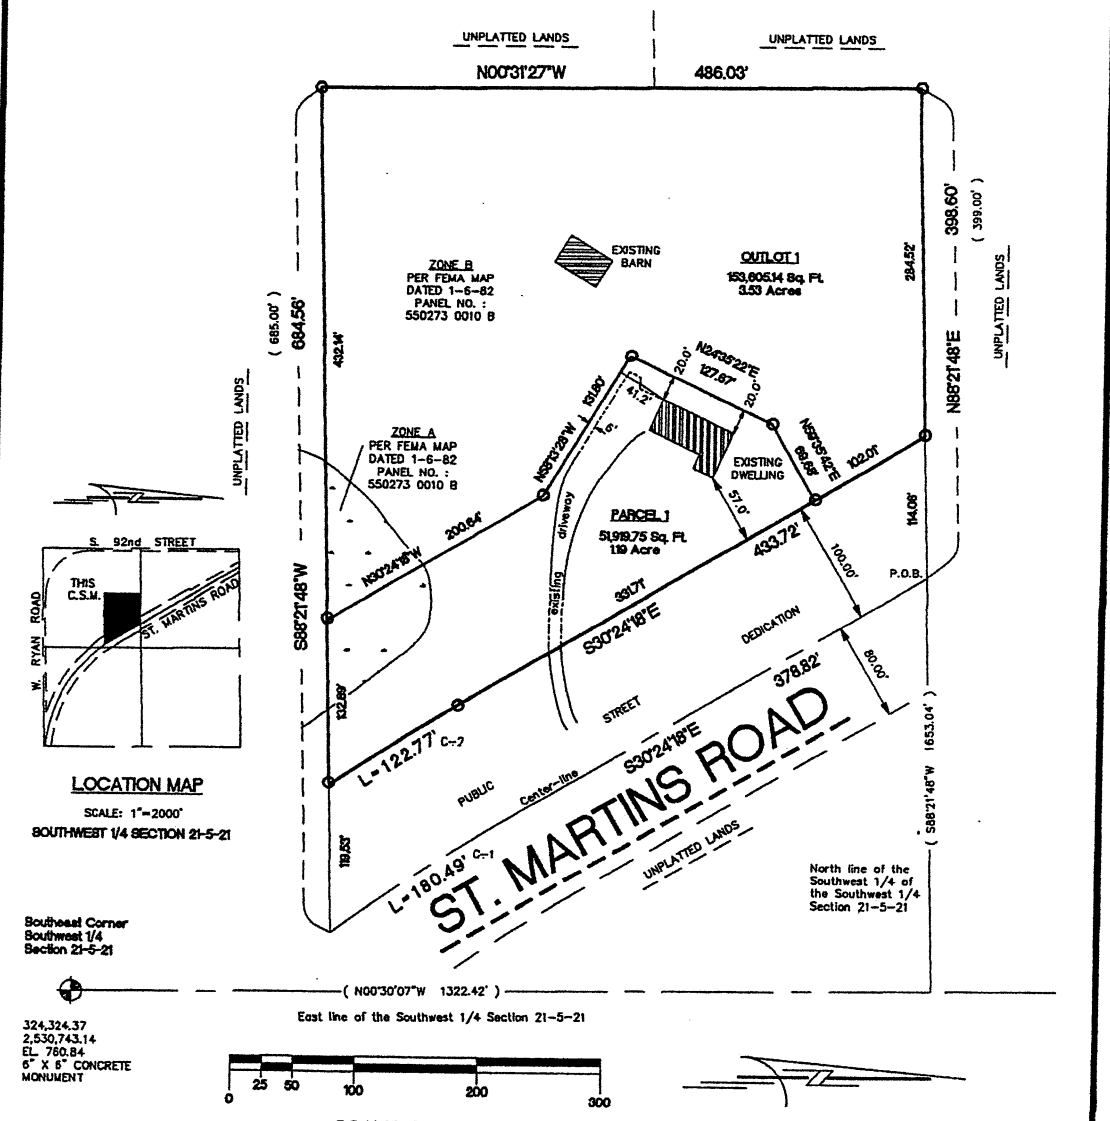 UNPLATTED LANDS
UNPLATTED LANDS
N00°31'27"W 486.03'
398.60'
( 399.00' )
284.52'
N88°21'48"E
UNPLATTED LANDS
EXISTING
BARN
OUTLOT 1
153,605.14 Sq. Ft.
3.53 Acres
ZONE B
PER FEMA MAP
DATED 1-6-82
PANEL NO. :
550273 0010 B
( 685.00' )
684.56'
432.14'
S88°21'48"W
UNPLATTED LANDS
ZONE A
PER FEMA MAP
DATED 1-6-82
PANEL NO. :
550273 0010 B
N24°35'22"E
127.87'
20.0'
20.0'
41.2'
131.80'
N58°13'28"W
6'
N59°35'42"E
69.68'
102.01'
EXISTING
DWELLING
57.0'
114.08'
200.64'
N30°24'18"W
driveway
existing
PARCEL 1
51,919.75 Sq. Ft.
1.19 Acre
433.72'
331.71'
S30°24'18"E
100.00'
P.O.B.
80.00'
PUBLIC STREET DEDICATION
378.82'
S30°24'18"E
Center-line
132.89'
L=122.77' C-2
119.53'
L=180.49' C-1
ST. MARTINS ROAD
UNPLATTED LANDS
( S88°21'48"W 1653.04' )
North line of the
Southwest 1/4 of
the Southwest 1/4
Section 21-5-21
S. 92nd STREET
W. RYAN ROAD
THIS
C.S.M.
ST. MARTINS ROAD
LOCATION MAP
SCALE: 1"=2000'
SOUTHWEST 1/4 SECTION 21-5-21
Southeast Corner
Southwest 1/4
Section 21-5-21
( N00°30'07"W 1322.42' )
East line of the Southwest 1/4 Section 21-5-21
324,324.37
2,530,743.14
EL. 760.84
6" X 6" CONCRETE
MONUMENT
0 25 50 100 200 300